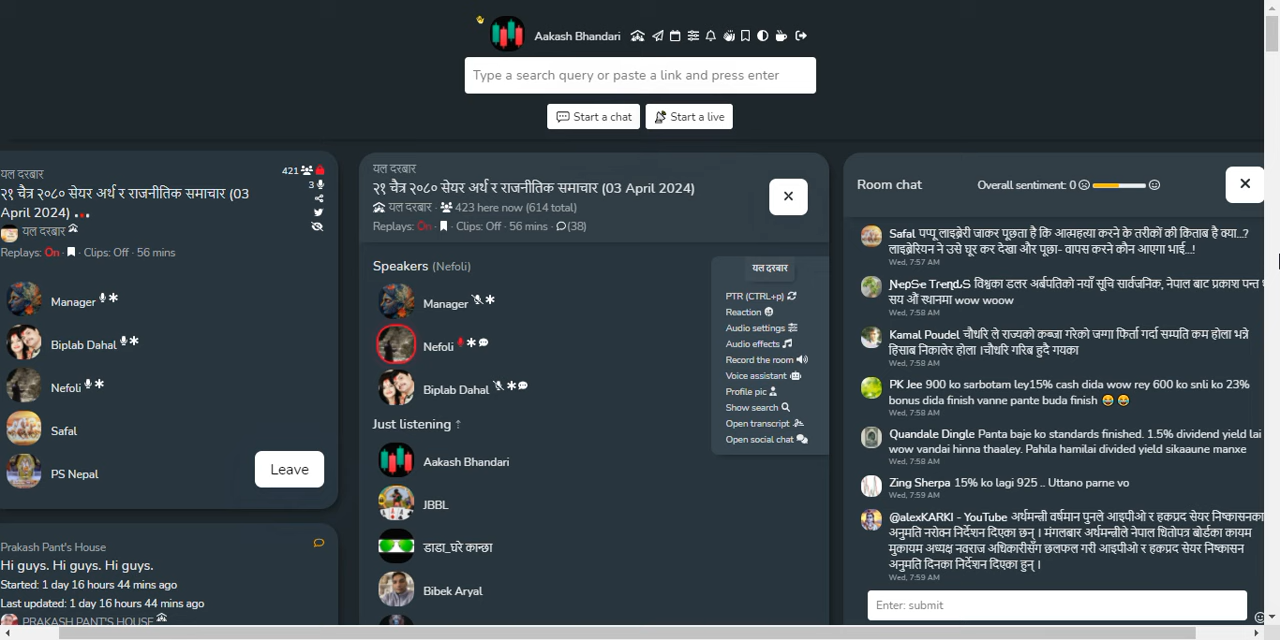 Aakash Bhandari
Type a search query or paste a link and press enter
Start a chat
Start a live
यल दरबार
421
२१ चैत्र २०८० सेयर अर्थ र राजनीतिक समाचार (03
3
April 2024)
यल दरबार
Replays: On • Clips: Off · 56 mins
Manager
Biplab Dahal
Nefoli
Safal
PS Nepal
Leave
Prakash Pant's House
Hi guys. Hi guys. Hi guys.
Started: 1 day 16 hours 44 mins ago
Last updated: 1 day 16 hours 44 mins ago
PRAKASH PANT'S HOUSE
यल दरबार
२१ चैत्र २०८० सेयर अर्थ र राजनीतिक समाचार (03 April 2024)
यल दरबार · 423 here now (614 total)
Replays: On · Clips: Off · 56 mins · (38)
Speakers (Nefoli)
Manager
Nefoli
Biplab Dahal
Just listening ↑
Aakash Bhandari
JBBL
डाडा_घरे कान्छा
Bibek Aryal
यल दरबार
PTR (CTRL+p)
Reaction
Audio settings
Audio effects
Record the room
Voice assistant
Profile pic
Show search
Open transcript
Open social chat
Room chat
Overall sentiment: 0
Safal पप्पू लाइब्रेरी जाकर पूछता है कि आत्महत्या करने के तरीकों की किताब है क्या...?
लाइब्रेरियन ने उसे घूर कर देखा और पूछा- वापस करने कौन आएगा भाई...!
Wed, 7:57 AM
NepSe TrendS विश्वका डलर अर्बपतिको नयाँ सूचि सार्वजनिक, नेपाल बाट प्रकाश पन्त
सय औं स्थानमा wow woow
Wed, 7:58 AM
Kamal Poudel चौधरि ले राज्यको कब्जा गरेको जग्गा फिर्ता गर्दा सम्पति कम होला भन्ने
हिसाब निकालेर होला ।चौधरि गरिब हुदै गयका
Wed, 7:58 AM
PK Jee 900 ko sarbotam ley15% cash dida wow rey 600 ko snli ko 23%
bonus dida finish vanne pante buda finish 😂 😂
Wed, 7:58 AM
Quandale Dingle Panta baje ko standards finished. 1.5% dividend yield lai
wow vandai hinna thaaley. Pahila hamilai divided yield sikaaune manxe
Wed, 7:58 AM
Zing Sherpa 15% ko lagi 925 .. Uttano parne vo
Wed, 7:59 AM
@alexKARKI - YouTube अर्थमन्त्री वर्षमान पुनले आइपीओ र हकप्रद सेयर निष्कासनका
अनुमति नरोक्न निर्देशन दिएका छन् । मंगलबार अर्थमन्त्रीले नेपाल धितोपत्र बोर्डका कायम
मुकायम अध्यक्ष नवराज अधिकारीसँग छलफल गरी आइपीओ र हकप्रद सेयर निष्कासन
अनुमति दिनका निर्देशन दिएका हुन् ।
Wed, 7:59 AM
Enter: submit